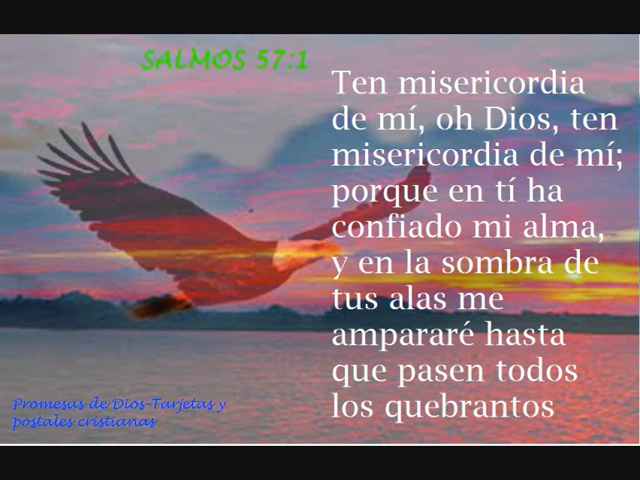 SALMOS 57:1
Ten misericordia
de mí, oh Dios, ten
misericordia de mí;
porque en tí ha
confiado mi alma,
y en la sombra de
tus alas me
ampararé hasta
que pasen todos
los quebrantos
Promesas de Dios-Tarjetas y
postales cristianas